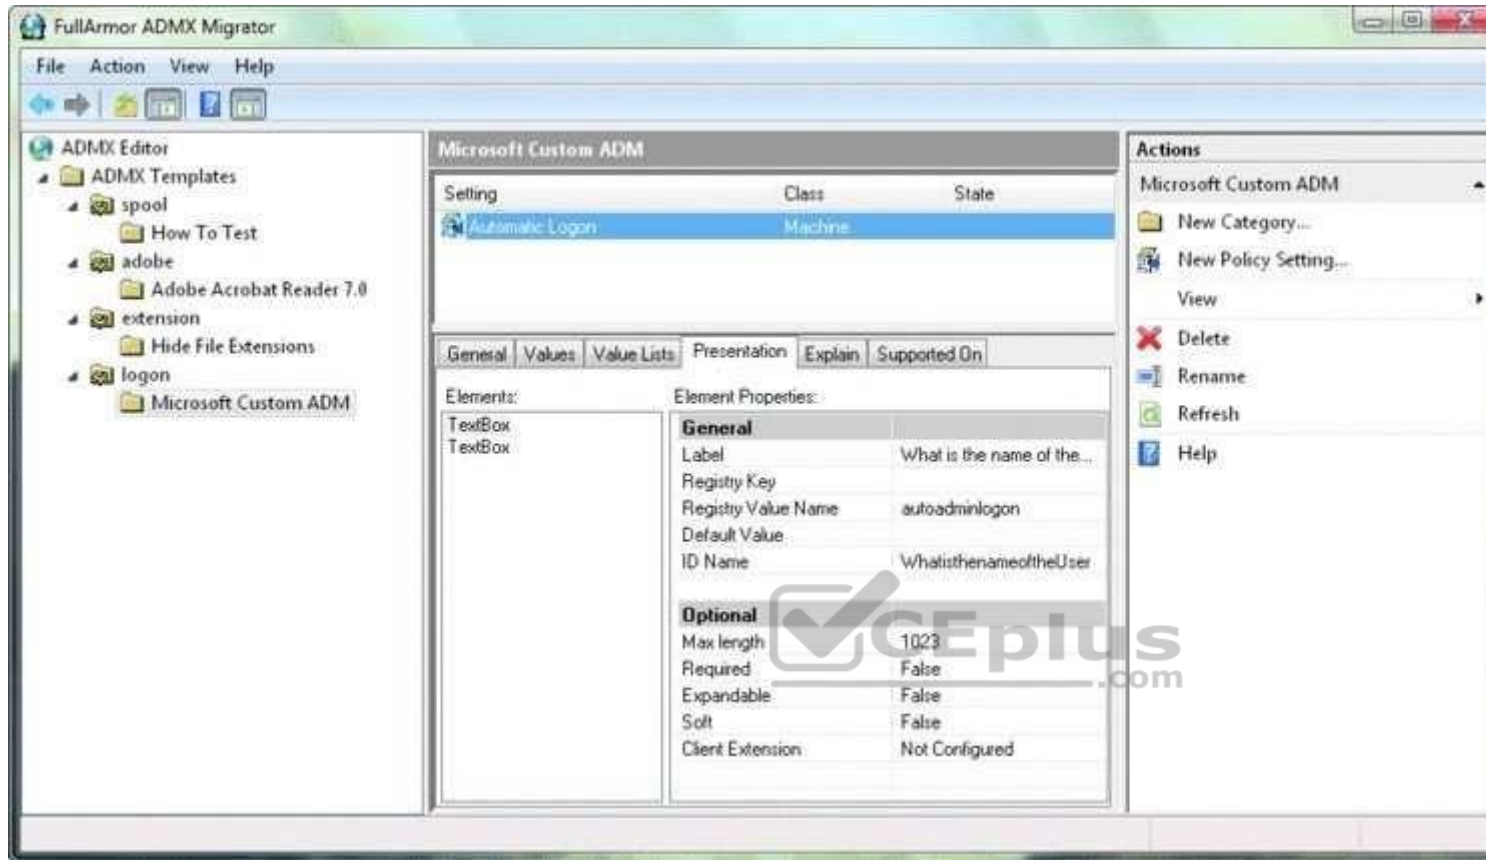 FullArmor ADMX Migrator
File Action View Help
ADMX Editor
ADMX Templates
spool
How To Test
adobe
Adobe Acrobat Reader 7.0
extension
Hide File Extensions
logon
Microsoft Custom ADM
Microsoft Custom ADM
Setting Class State
Automatic Logon Machine
General Values Value Lists Presentation Explain Supported On
Elements:
TextBox
TextBox
Element Properties:
General
Label What is the name of the...
Registry Key
Registry Value Name autoadminlogon
Default Value
ID Name WhatisthenameoftheUser
Optional
Max length 1023
Required False
Expandable False
Soft False
Client Extension Not Configured
Actions
Microsoft Custom ADM
New Category...
New Policy Setting...
View
Delete
Rename
Refresh
Help
CEplus
.com